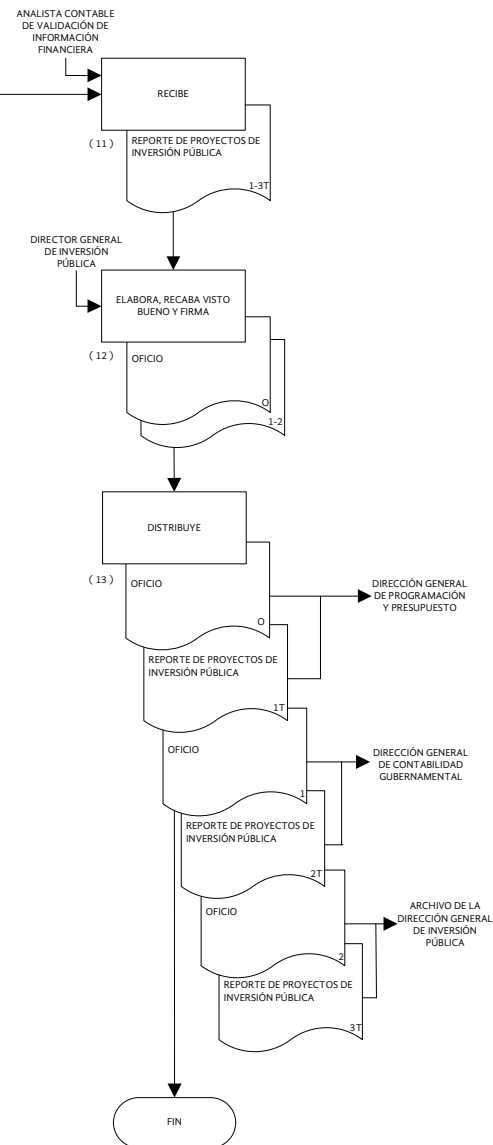 ANALISTA CONTABLE
DE VALIDACIÓN DE
INFORMACIÓN
FINANCIERA
RECIBE
( 11 )
REPORTE DE PROYECTOS DE
INVERSIÓN PÚBLICA
1-3T
DIRECTOR GENERAL
DE INVERSIÓN
PÚBLICA
ELABORA, RECABA VISTO
BUENO Y FIRMA
( 12 )
OFICIO
O
1-2
DISTRIBUYE
( 13 )
OFICIO
O
DIRECCIÓN GENERAL
DE PROGRAMACIÓN
Y PRESUPUESTO
REPORTE DE PROYECTOS DE
INVERSIÓN PÚBLICA
1T
OFICIO
1
DIRECCIÓN GENERAL
DE CONTABILIDAD
GUBERNAMENTAL
REPORTE DE PROYECTOS DE
INVERSIÓN PÚBLICA
2T
OFICIO
2
ARCHIVO DE LA
DIRECCIÓN GENERAL
DE INVERSIÓN
PÚBLICA
REPORTE DE PROYECTOS DE
INVERSIÓN PÚBLICA
3T
FIN